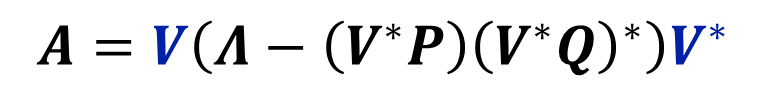 A = V(Λ − (V*P)(V*Q)*)V*